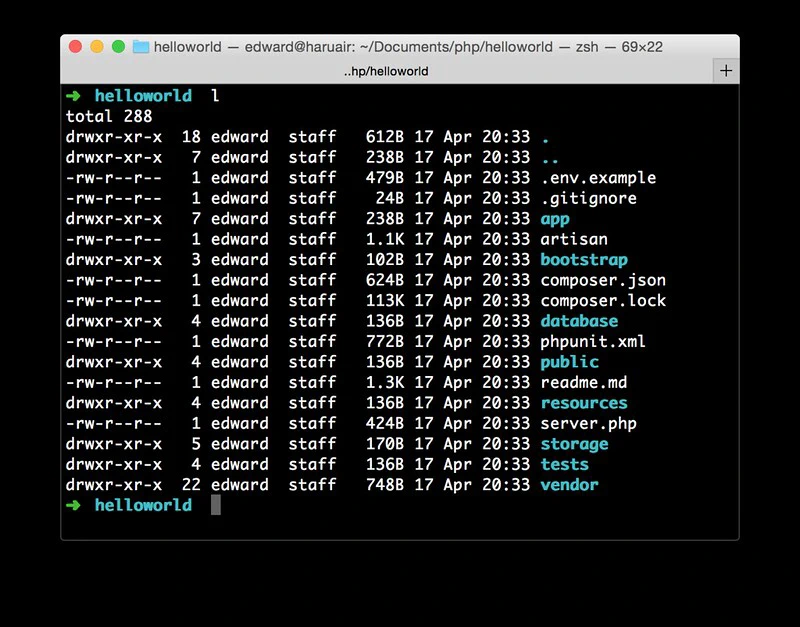 helloworld — edward@haruair: ~/Documents/php/helloworld — zsh — 69×22
..hp/helloworld
+
➜ helloworld l
total 288
drwxr-xr-x 18 edward staff 612B 17 Apr 20:33 .
drwxr-xr-x 7 edward staff 238B 17 Apr 20:33 ..
-rw-r--r-- 1 edward staff 479B 17 Apr 20:33 .env.example
-rw-r--r-- 1 edward staff 24B 17 Apr 20:33 .gitignore
drwxr-xr-x 7 edward staff 238B 17 Apr 20:33 app
-rw-r--r-- 1 edward staff 1.1K 17 Apr 20:33 artisan
drwxr-xr-x 3 edward staff 102B 17 Apr 20:33 bootstrap
-rw-r--r-- 1 edward staff 624B 17 Apr 20:33 composer.json
-rw-r--r-- 1 edward staff 113K 17 Apr 20:33 composer.lock
drwxr-xr-x 4 edward staff 136B 17 Apr 20:33 database
-rw-r--r-- 1 edward staff 772B 17 Apr 20:33 phpunit.xml
drwxr-xr-x 4 edward staff 136B 17 Apr 20:33 public
-rw-r--r-- 1 edward staff 1.3K 17 Apr 20:33 readme.md
drwxr-xr-x 4 edward staff 136B 17 Apr 20:33 resources
-rw-r--r-- 1 edward staff 424B 17 Apr 20:33 server.php
drwxr-xr-x 5 edward staff 170B 17 Apr 20:33 storage
drwxr-xr-x 4 edward staff 136B 17 Apr 20:33 tests
drwxr-xr-x 22 edward staff 748B 17 Apr 20:33 vendor
➜ helloworld